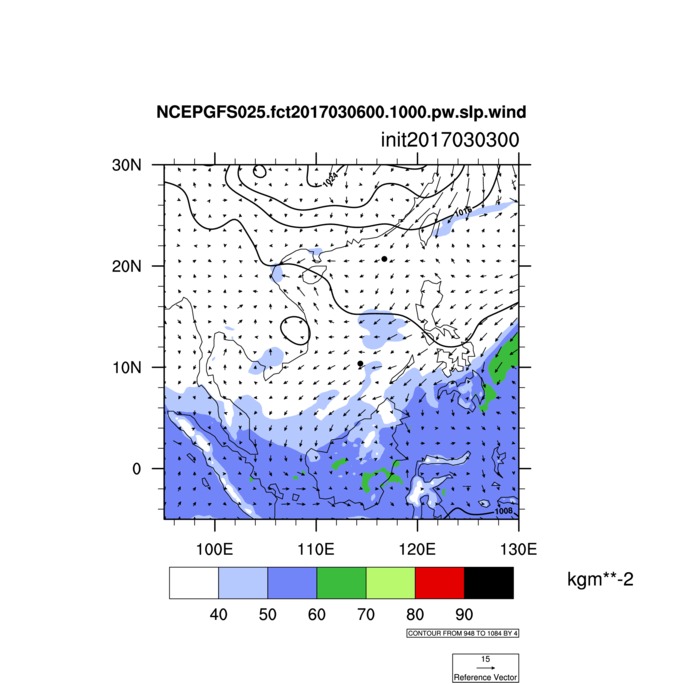 NCEPGFS025.fct2017030600.1000.pw.slp.wind
init2017030300
30N
1024
1016
20N
10N
0
1008
100E 110E 120E 130E
kgm**-2
40 50 60 70 80 90
CONTOUR FROM 948 TO 1084 BY 4
15
Reference Vector